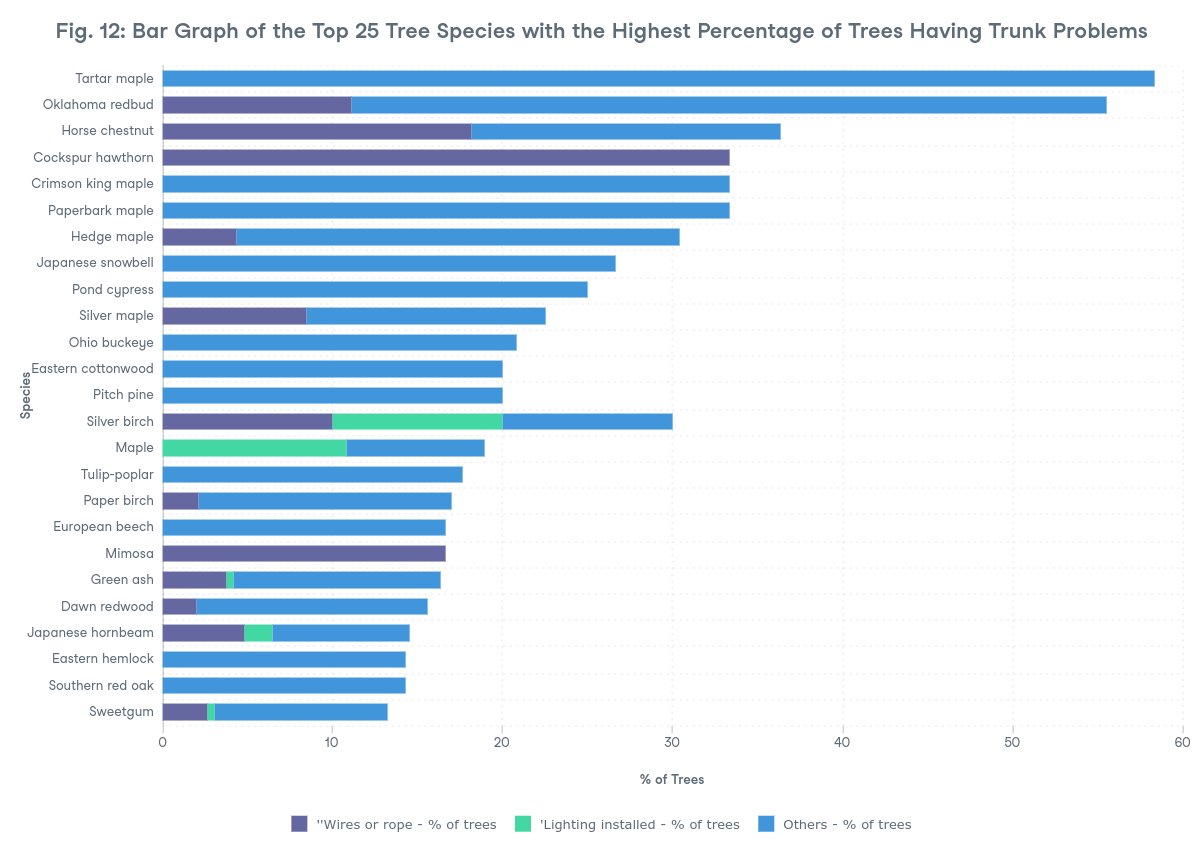 Fig. 12: Bar Graph of the Top 25 Tree Species with the Highest Percentage of Trees Having Trunk Problems
Tartar maple
Oklahoma redbud
Horse chestnut
Cockspur hawthorn
Crimson king maple
Paperbark maple
Hedge maple
Japanese snowbell
Pond cypress
Silver maple
Ohio buckeye
Eastern cottonwood
Pitch pine
Silver birch
Maple
Tulip-poplar
Paper birch
European beech
Mimosa
Green ash
Dawn redwood
Japanese hornbeam
Eastern hemlock
Southern red oak
Sweetgum
Species
0 10 20 30 40 50 60
% of Trees
''Wires or rope - % of trees 'Lighting installed - % of trees Others - % of trees